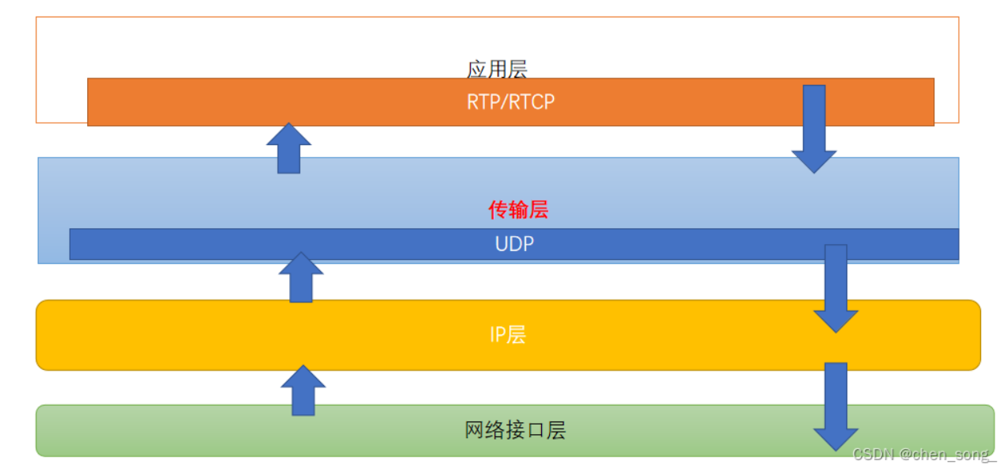 应用层
RTP/RTCP
传输层
UDP
IP层
网络接口层
CSDN @chen_song_